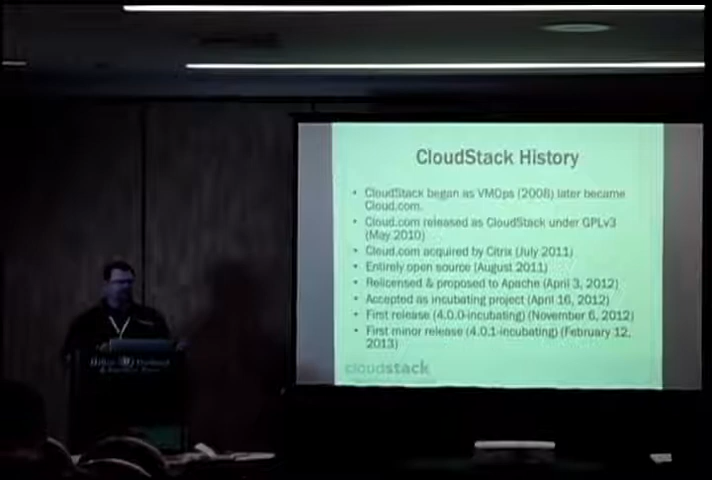 CloudStack History
• CloudStack began as VMOps (2008) later became
Cloud.com.
• Cloud.com released as CloudStack under GPLv3
(May 2010)
• Cloud.com acquired by Citrix (July 2011)
• Entirely open source (August 2011)
• Relicensed & proposed to Apache (April 3, 2012)
• Accepted as incubating project (April 16, 2012)
• First release (4.0.0-incubating) (November 6, 2012)
• First minor release (4.0.1-incubating) (February 12,
2013)
cloudstack
Hilton